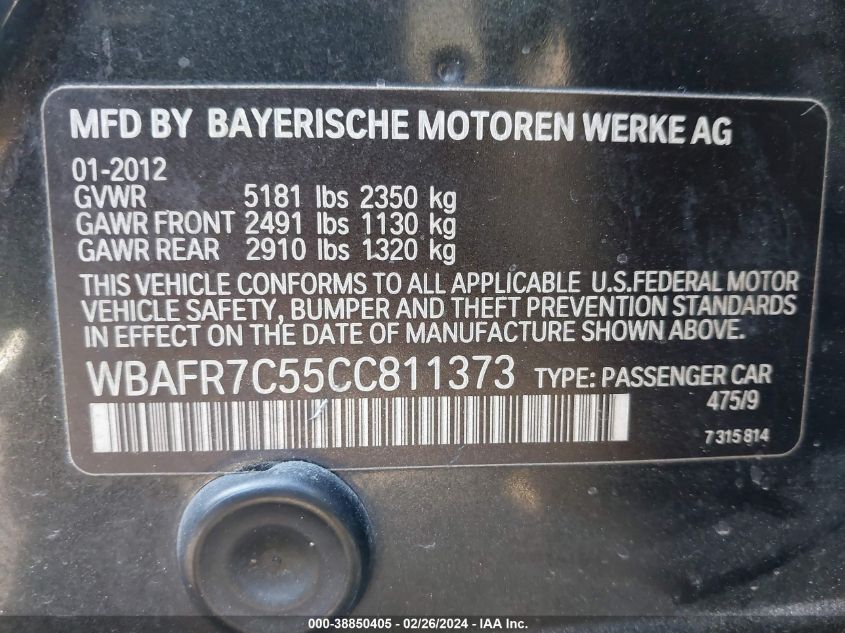 MFD BY BAYERISCHE MOTOREN WERKE AG
01-2012
GVWR 5181 lbs 2350 kg
GAWR FRONT 2491 lbs 1130 kg
GAWR REAR 2910 lbs 1320 kg
THIS VEHICLE CONFORMS TO ALL APPLICABLE U.S.FEDERAL MOTOR
VEHICLE SAFETY, BUMPER AND THEFT PREVENTION STANDARDS
IN EFFECT ON THE DATE OF MANUFACTURE SHOWN ABOVE.
WBAFR7C55CC811373 TYPE: PASSENGER CAR
475/9
7315814
000-38850405 - 02/26/2024 - IAA Inc.